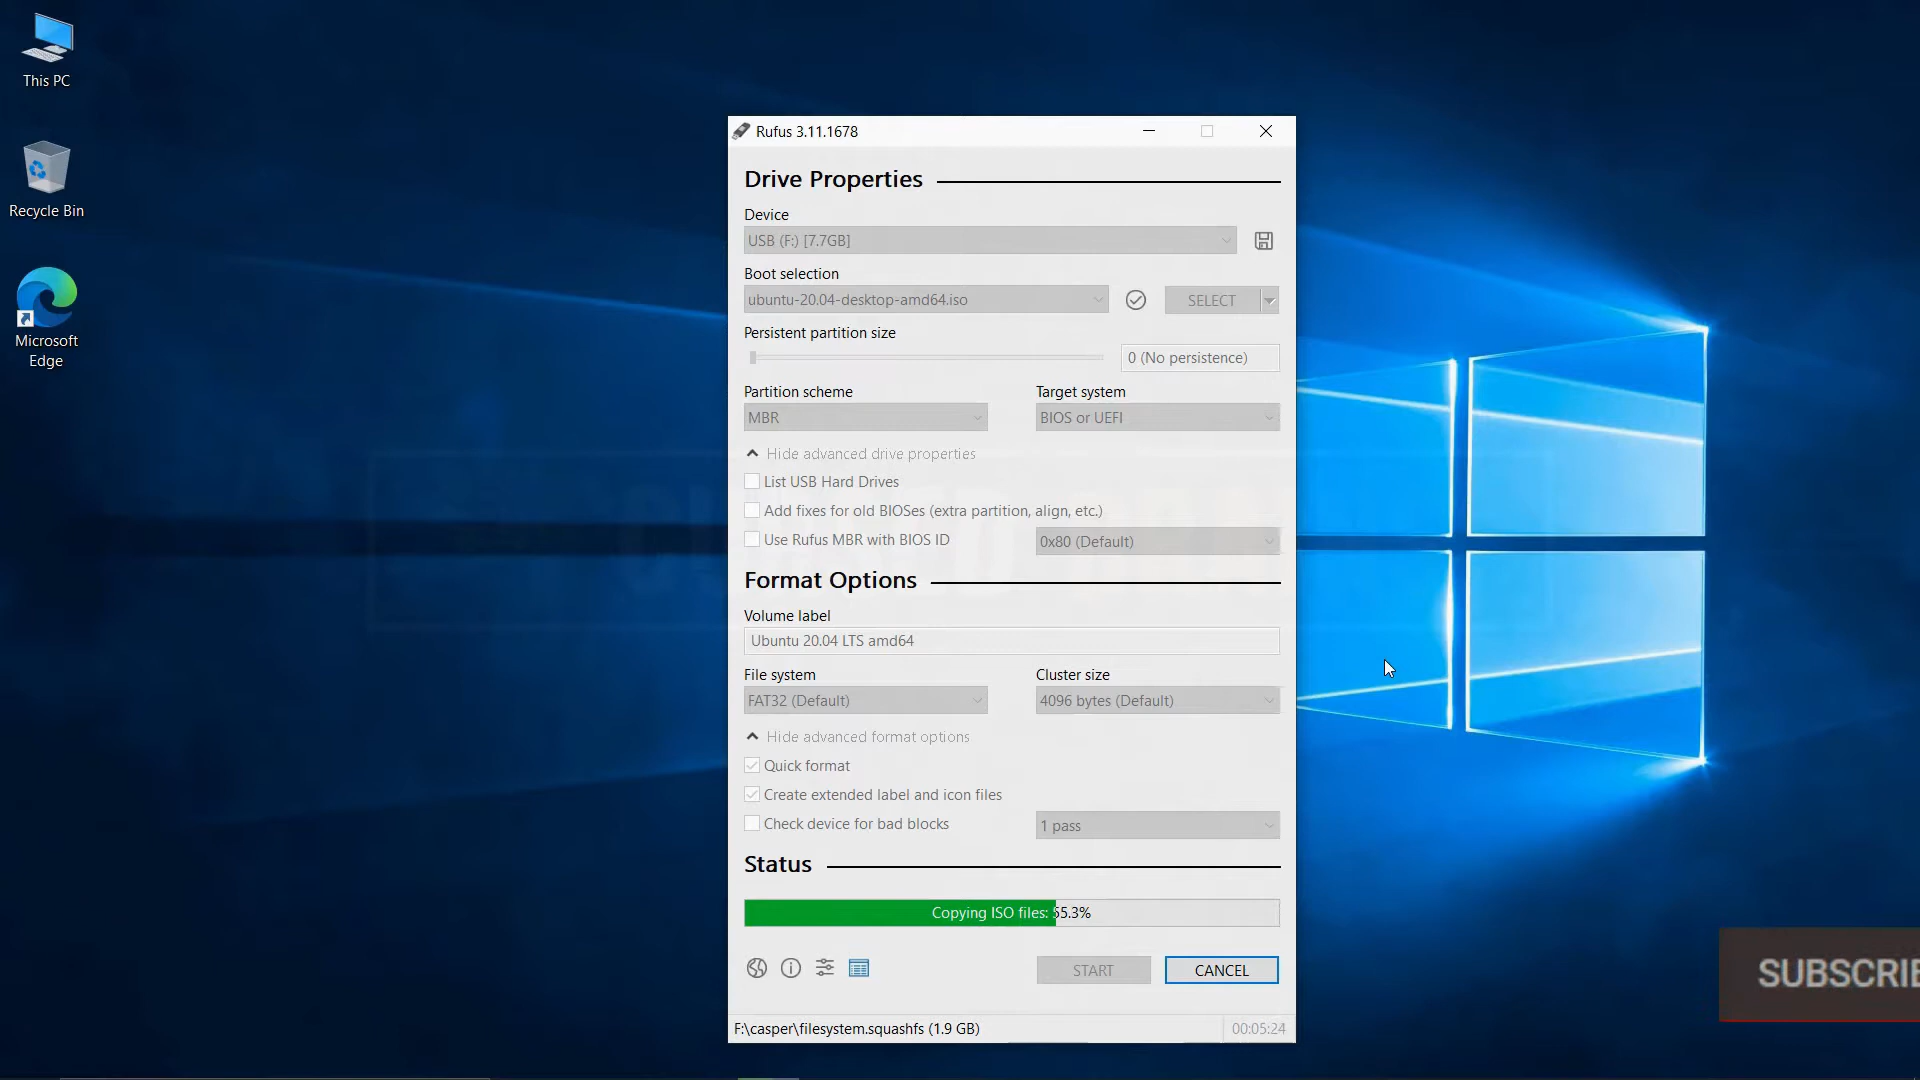 This PC
Recycle Bin
Microsoft
Edge
Rufus 3.11.1678
Drive Properties
Device
USB (F:) [7.7GB]
Boot selection
ubuntu-20.04-desktop-amd64.iso
SELECT
Persistent partition size
0 (No persistence)
Partition scheme
Target system
MBR
BIOS or UEFI
Hide advanced drive properties
List USB Hard Drives
Add fixes for old BIOSes (extra partition, align, etc.)
Use Rufus MBR with BIOS ID
0x80 (Default)
Format Options
Volume label
Ubuntu 20.04 LTS amd64
File system
Cluster size
FAT32 (Default)
4096 bytes (Default)
Hide advanced format options
Quick format
Create extended label and icon files
Check device for bad blocks
1 pass
Status
Copying ISO files: 55.3%
START
CANCEL
F:\casper\filesystem.squashfs (1.9 GB)
00:05:24
SUBSCRIBE